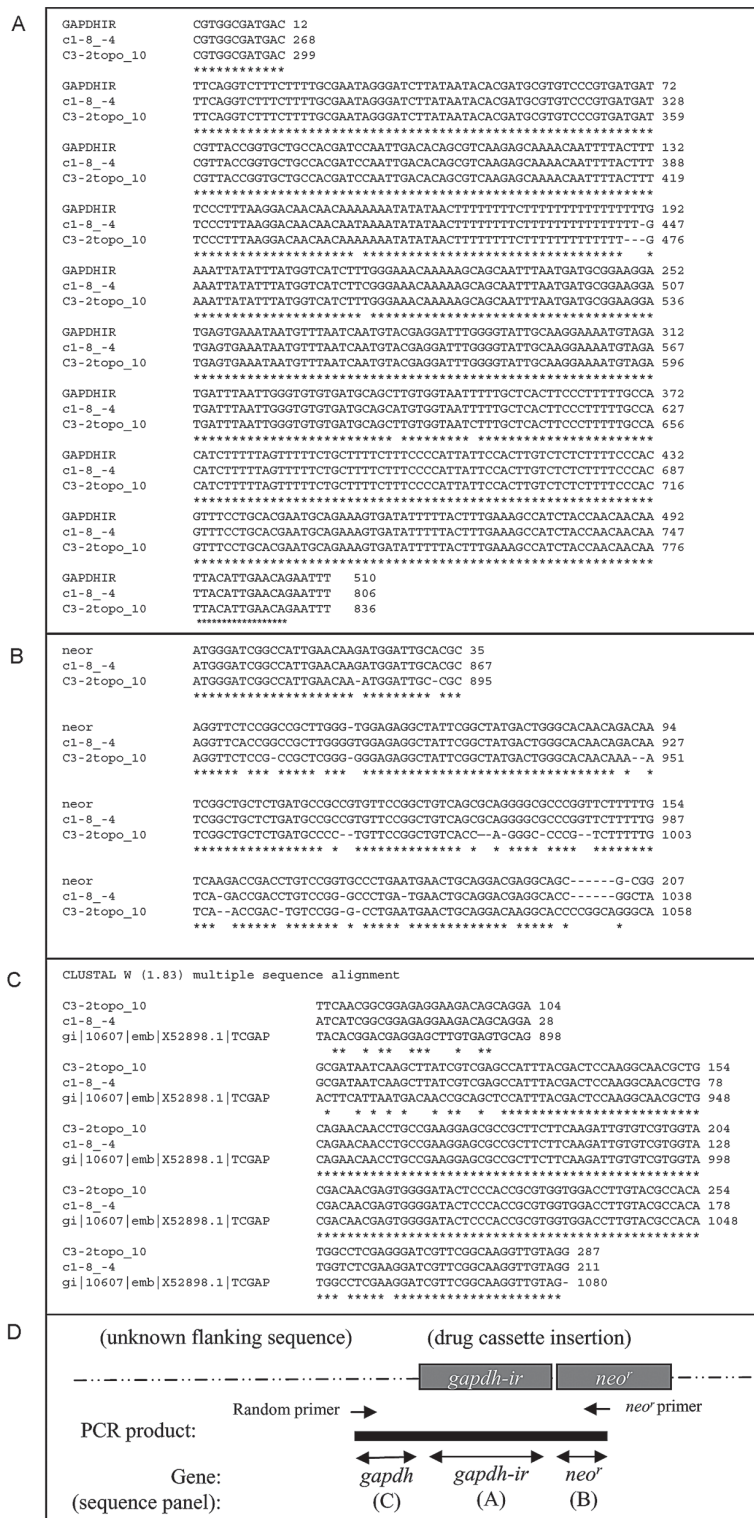 A
GAPDHIR CGTGGCGATGAC 12
c1-8_-4 CGTGGCGATGAC 268
C3-2topo_10 CGTGGCGATGAC 299
************
GAPDHIR TTCAGGTCTTTCTTTTGCGAATAGGGATCTTATAATACACGATGCGTGTCCCGTGATGAT 72
c1-8_-4 TTCAGGTCTTTCTTTTGCGAATAGGGATCTTATAATACACGATGCGTGTCCCGTGATGAT 328
C3-2topo_10 TTCAGGTCTTTCTTTTGCGAATAGGGATCTTATAATACACGATGCGTGTCCCGTGATGAT 359
************************************************************
GAPDHIR CGTTACCGGTGCTGCCACGATCCAATTGACACAGCGTCAAGAGCAAAACAATTTTACTTT 132
c1-8_-4 CGTTACCGGTGCTGCCACGATCCAATTGACACAGCGTCAAGAGCAAAACAATTTTACTTT 388
C3-2topo_10 CGTTACCGGTGCTGCCACGATCCAATTGACACAGCGTCAAGAGCAAAACAATTTTACTTT 419
************************************************************
GAPDHIR TCCCTTTAAGGACAACAACAAAAAAATATATAACTTTTTTTTTCTTTTTTTTTTTTTTTTTG 192
c1-8_-4 TCCCTTTAAGGACAACAACAATAAAATATATAACTTTTTTTTTCTTTTTTTTTTTTTTTT-G 447
C3-2topo_10 TCCCTTTAAGGACAACAACAAAAAAATATATAACTTTTTTTTTCTTTTTTTTTTTTTT---G 476
********************* ************************************ *
GAPDHIR AAATTATATTTATGGTCATCTTTGGGAAACAAAAAGCAGCAATTTAATGATGCGGAAGGA 252
c1-8_-4 AAATTATATTTATGGTCATCTTCGGGAAACAAAAAGCAGCAATTTAATGATGCGGAAGGA 507
C3-2topo_10 AAATTATATTTATGGTCATCTTTGGGAAACAAAAAGCAGCAATTTAATGATGCGGAAGGA 536
********************** *************************************
GAPDHIR TGAGTGAAATAATGTTTAATCAATGTACGAGGATTTGGGGTATTGCAAGGAAAATGTAGA 312
c1-8_-4 TGAGTGAAATAATGTTTAATCAATGTACGAGGATTTGGGGTATTGCAAGGAAAATGTAGA 567
C3-2topo_10 TGAGTGAAATAATGTTTAATCAATGTACGAGGATTTGGGGTATTGCAAGGAAAATGTAGA 596
************************************************************
GAPDHIR TGATTTAATTGGGTGTGTGATGCAGCTTGTGGTAATTTTTGCTCACTTCCCTTTTTGCCA 372
c1-8_-4 TGATTTAATTGGGTGTGTGATGCAGCATGTGGTAATTTTTGCTCACTTCCCTTTTTGCCA 627
C3-2topo_10 TGATTTAATTGGGTGTGTGATGCAGCTTGTGGTAATCTTTGCTCACTTCCCTTTTTGCCA 656
************************** ********* ***********************
GAPDHIR CATCTTTTTAGTTTTTCTGCTTTTCTTTCCCCATTATTCCACTTGTCTCTCTTTTCCCAC 432
c1-8_-4 CATCTTTTTAGTTTTTCTGCTTTTCTTTCCCCATTATTCCACTTGTCTCTCTTTTCCCAC 687
C3-2topo_10 CATCTTTTTAGTTTTTCTGCTTTTCTTTCCCCATTATTCCACTTGTCTCTCTTTTCCCAC 716
************************************************************
GAPDHIR GTTTCCTGCACGAATGCAGAAAGTGATATTTTTACTTTGAAAGCCATCTACCAACAACAA 492
c1-8_-4 GTTTCCTGCACGAATGCAGAAAGTGATATTTTTACTTTGAAAGCCATCTACCAACAACAA 747
C3-2topo_10 GTTTCCTGCACGAATGCAGAAAGTGATATTTTTACTTTGAAAGCCATCTACCAACAACAA 776
************************************************************
GAPDHIR TTACATTGAACAGAATTT 510
c1-8_-4 TTACATTGAACAGAATTT 806
C3-2topo_10 TTACATTGAACAGAATTT 836
******************
B
neor ATGGGATCGGCCATTGAACAAGATGGATTGCACGC 35
c1-8_-4 ATGGGATCGGCCATTGAACAAGATGGATTGCACGC 867
C3-2topo_10 ATGGGATCGGCCATTGAACAA-ATGGATTGC-CGC 895
********************* ********* ***
neor AGGTTCTCCGGCCGCTTGGG-TGGAGAGGCTATTCGGCTATGACTGGGCACAACAGACAA 94
c1-8_-4 AGGTTCACCGGCCGCTTGGGGTGGAGAGGCTATTCGGCTATGACTGGGCACAACAGACAA 927
C3-2topo_10 AGGTTCTCCG-CCGCTCGGG-GGGAGAGGCTATTCGGCTATGACTGGGCACAACAAA--A 951
****** *** ***** *** ********************************* * *
neor TCGGCTGCTCTGATGCCGCCGTGTTCCGGCTGTCAGCGCAGGGGCGCCCGGTTCTTTTTG 154
c1-8_-4 TCGGCTGCTCTGATGCCGCCGTGTTCCGGCTGTCAGCGCAGGGGCGCCCGGTTCTTTTTG 987
C3-2topo_10 TCGGCTGCTCTGATGCCCC--TGTTCCGGCTGTCACC--A-GGGC-CCCG--TCTTTTTG 1003
***************** * ************** * * **** **** ********
neor TCAAGACCGACCTGTCCGGTGCCCTGAATGAACTGCAGGACGAGGCAGC------G-CGG 207
c1-8_-4 TCA-GACCGACCTGTCCGG-GCCCTGA-TGAACTGCAGGACGAGGCACC------GGCTA 1038
C3-2topo_10 TCA--ACCGAC-TGTCCGG-G-CCTGAATGAACTGCAGGACAAGGCACCCCGGCAGGGCA 1058
*** ****** ******* * ***** ************* ***** * *
C
CLUSTAL W (1.83) multiple sequence alignment
C3-2topo_10 TTCAACGGCGGAGAGGAAGACAGCAGGA 104
c1-8_-4 ATCATCGGCGGAGAGGAAGACAGCAGGA 28
gi|10607|emb|X52898.1|TCGAP TACACGGACGAGGAGCTTGTGAGTGCAG 898
** * ** *** * **
C3-2topo_10 GCGATAATCAAGCTTATCGTCGAGCCATTTACGACTCCAAGGCAACGCTG 154
c1-8_-4 GCGATAATCAAGCTTATCGTCGAGCCATTTACGACTCCAAGGCAACGCTG 78
gi|10607|emb|X52898.1|TCGAP ACTTCATTAATGACAACCGCAGCTCCATTTACGACTCCAAGGCAACGCTG 948
* * * * ** * **************************
C3-2topo_10 CAGAACAACCTGCCGAAGGAGCGCCGCTTCTTCAAGATTGTGTCGTGGTA 204
c1-8_-4 CAGAACAACCTGCCGAAGGAGCGCCGCTTCTTCAAGATTGTGTCGTGGTA 128
gi|10607|emb|X52898.1|TCGAP CAGAACAACCTGCCGAAGGAGCGCCGCTTCTTCAAGATTGTGTCGTGGTA 998
**************************************************
C3-2topo_10 CGACAACGAGTGGGGATACTCCCACCGCGTGGTGGACCTTGTACGCCACA 254
c1-8_-4 CGACAACGAGTGGGGATACTCCCACCGCGTGGTGGACCTTGTACGCCACA 178
gi|10607|emb|X52898.1|TCGAP CGACAACGAGTGGGGATACTCCCACCGCGTGGTGGACCTTGTACGCCACA 1048
**************************************************
C3-2topo_10 TGGCCTCGAGGGATCGTTCGGCAAGGTTGTAGG 287
c1-8_-4 TGGTCTCGAAGGATCGTTCGGCAAGGTTGTAGG 211
gi|10607|emb|X52898.1|TCGAP TGGCCTCGAAGGATCGTTCGGCAAGGTTGTAG- 1080
*** ***** **********************
D
(unknown flanking sequence) (drug cassette insertion)
gapdh-ir neoʳ
Random primer neoʳ primer
PCR product:
Gene: gapdh gapdh-ir neoʳ
(sequence panel): (C) (A) (B)